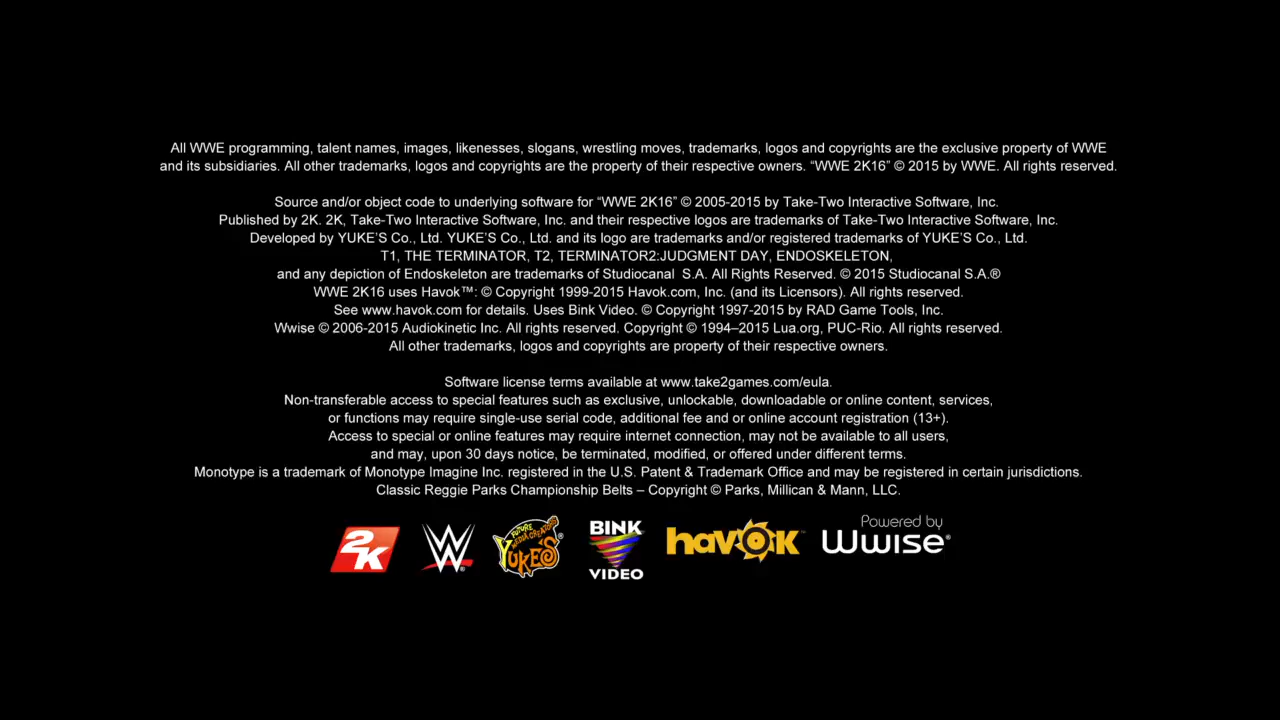 All WWE programming, talent names, images, likenesses, slogans, wrestling moves, trademarks, logos and copyrights are the exclusive property of WWE
and its subsidiaries. All other trademarks, logos and copyrights are the property of their respective owners. “WWE 2K16” © 2015 by WWE. All rights reserved.
Source and/or object code to underlying software for “WWE 2K16” © 2005-2015 by Take-Two Interactive Software, Inc.
Published by 2K. 2K, Take-Two Interactive Software, Inc. and their respective logos are trademarks of Take-Two Interactive Software, Inc.
Developed by YUKE’S Co., Ltd. YUKE’S Co., Ltd. and its logo are trademarks and/or registered trademarks of YUKE’S Co., Ltd.
T1, THE TERMINATOR, T2, TERMINATOR2:JUDGMENT DAY, ENDOSKELETON,
and any depiction of Endoskeleton are trademarks of Studiocanal S.A. All Rights Reserved. © 2015 Studiocanal S.A.®
WWE 2K16 uses Havok™: © Copyright 1999-2015 Havok.com, Inc. (and its Licensors). All rights reserved.
See www.havok.com for details. Uses Bink Video. © Copyright 1997-2015 by RAD Game Tools, Inc.
Wwise © 2006-2015 Audiokinetic Inc. All rights reserved. Copyright © 1994–2015 Lua.org, PUC-Rio. All rights reserved.
All other trademarks, logos and copyrights are property of their respective owners.
Software license terms available at www.take2games.com/eula.
Non-transferable access to special features such as exclusive, unlockable, downloadable or online content, services,
or functions may require single-use serial code, additional fee and or online account registration (13+).
Access to special or online features may require internet connection, may not be available to all users,
and may, upon 30 days notice, be terminated, modified, or offered under different terms.
Monotype is a trademark of Monotype Imagine Inc. registered in the U.S. Patent & Trademark Office and may be registered in certain jurisdictions.
Classic Reggie Parks Championship Belts – Copyright © Parks, Millican & Mann, LLC.
2K
W
FUTURE
MEDIA CREATORS
YUKE'S®
BINK
VIDEO
havok™
Powered by
Wwise®